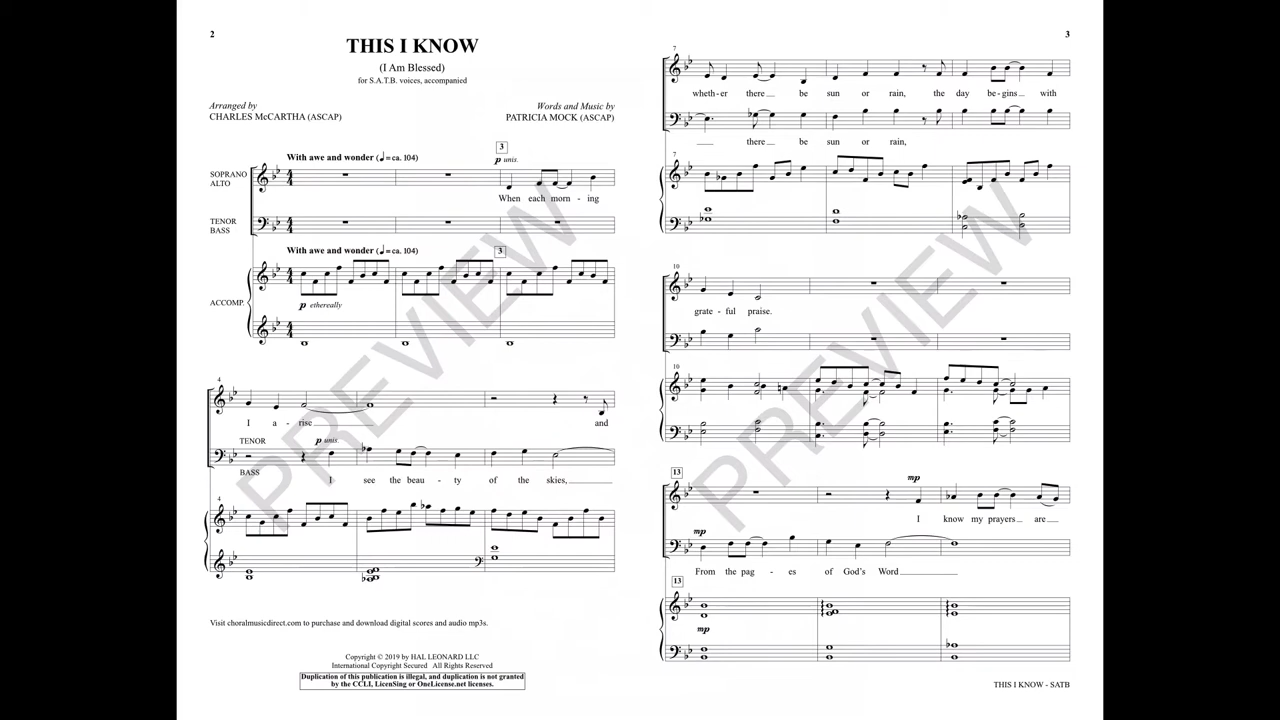 2
THIS I KNOW
(I Am Blessed)
for S.A.T.B. voices, accompanied
Arranged by
CHARLES McCARTHA (ASCAP)
Words and Music by
PATRICIA MOCK (ASCAP)
With awe and wonder (♩= ca. 104)
3
p unis.
SOPRANO
ALTO
When each morn - ing
TENOR
BASS
With awe and wonder (♩= ca. 104)
3
ACCOMP.
p ethereally
4
I a - rise and
TENOR
p unis.
BASS
I see the beau - ty of the skies,
4
Visit choralmusicdirect.com to purchase and download digital scores and audio mp3s.
Copyright © 2019 by HAL LEONARD LLC
International Copyright Secured All Rights Reserved
Duplication of this publication is illegal, and duplication is not granted
by the CCLI, LicenSing or OneLicense.net licenses.
PREVIEW
3
7
wheth-er there be sun or rain, the day be-gins with
there be sun or rain,
7
10
grate - ful praise.
10
13
mp
I know my prayers are
mp
From the pag - es of God's Word
13
mp
THIS I KNOW - SATB
PREVIEW